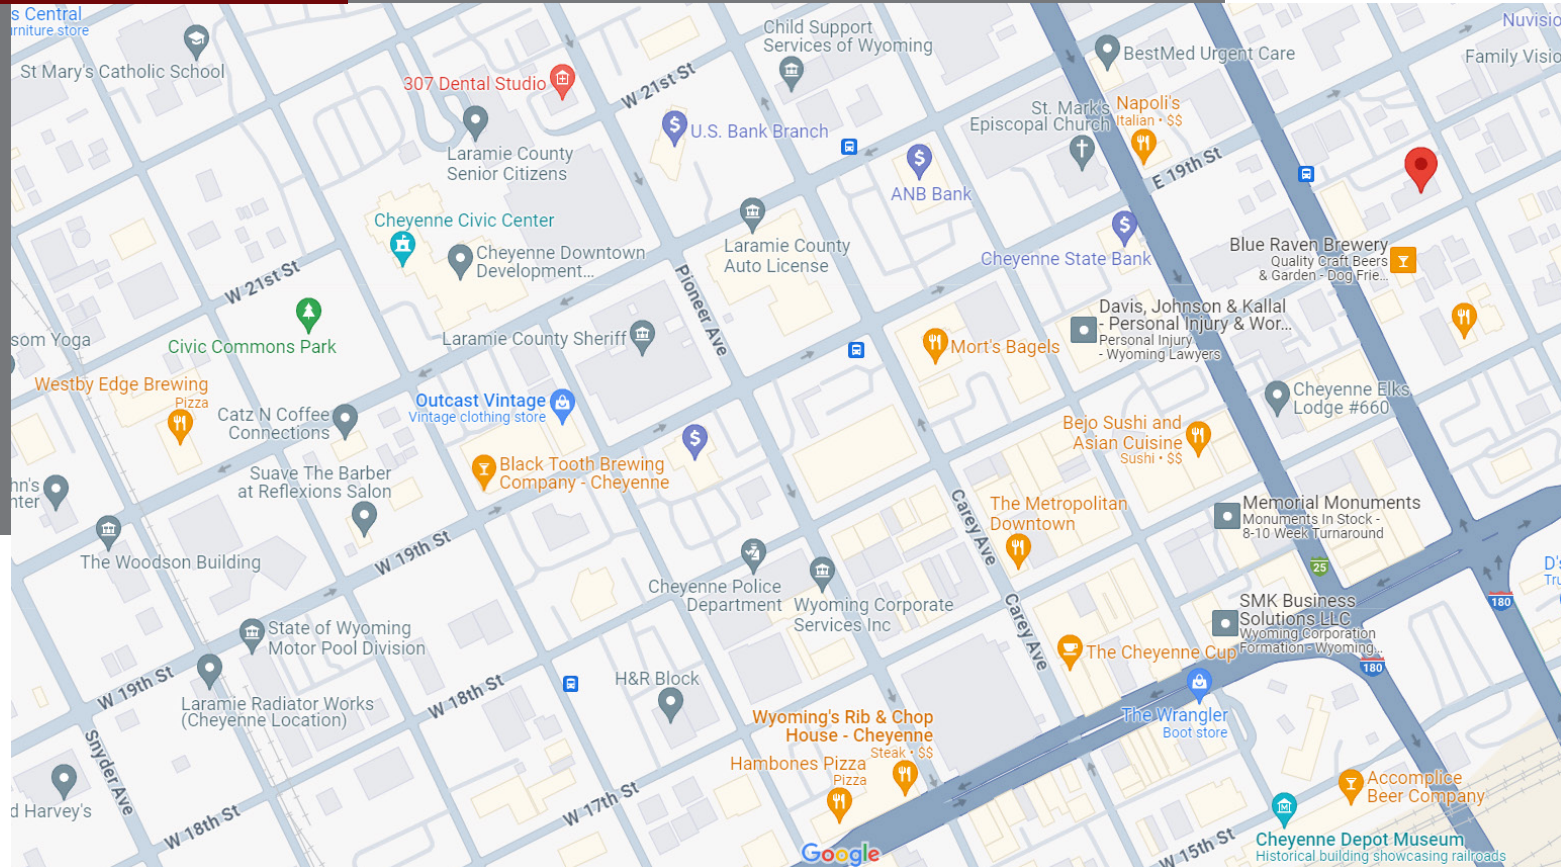 s Central
urniture store
St Mary's Catholic School
307 Dental Studio
Laramie County
Senior Citizens
W 21st St
Child Support
Services of Wyoming
U.S. Bank Branch
ANB Bank
St. Mark's
Episcopal Church
Napoli's
Italian • $$
BestMed Urgent Care
Nuvisio
Family Visio
E 19th St
Cheyenne Civic Center
Cheyenne Downtown
Development...
Laramie County
Auto License
Cheyenne State Bank
Blue Raven Brewery
Quality Craft Beers
& Garden - Dog Frie...
W 21st St
Civic Commons Park
som Yoga
Laramie County Sheriff
Pioneer Ave
Mort's Bagels
Davis, Johnson & Kallal
- Personal Injury & Wor...
Personal Injury
- Wyoming Lawyers
Westby Edge Brewing
Pizza
Catz N Coffee
Connections
Outcast Vintage
Vintage clothing store
Cheyenne Elks
Lodge #660
Bejo Sushi and
Asian Cuisine
Sushi • $$
Black Tooth Brewing
Company - Cheyenne
Suave The Barber
at Reflexions Salon
hn's
nter
The Woodson Building
W 19th St
The Metropolitan
Downtown
Carey Ave
Memorial Monuments
Monuments In Stock -
8-10 Week Turnaround
25
180
D's
Tru
Cheyenne Police
Department
Wyoming Corporate
Services Inc
Carey Ave
SMK Business
Solutions LLC
Wyoming Corporation
Formation - Wyoming...
180
State of Wyoming
Motor Pool Division
The Cheyenne Cup
W 19th St
Laramie Radiator Works
(Cheyenne Location)
W 18th St
H&R Block
The Wrangler
Boot store
Wyoming's Rib & Chop
House - Cheyenne
Steak • $$
Hambones Pizza
Pizza
Snyder Ave
d Harvey's
W 18th St
W 17th St
Accomplice
Beer Company
Cheyenne Depot Museum
Historical building showcasing railroads
W 15th St
Google